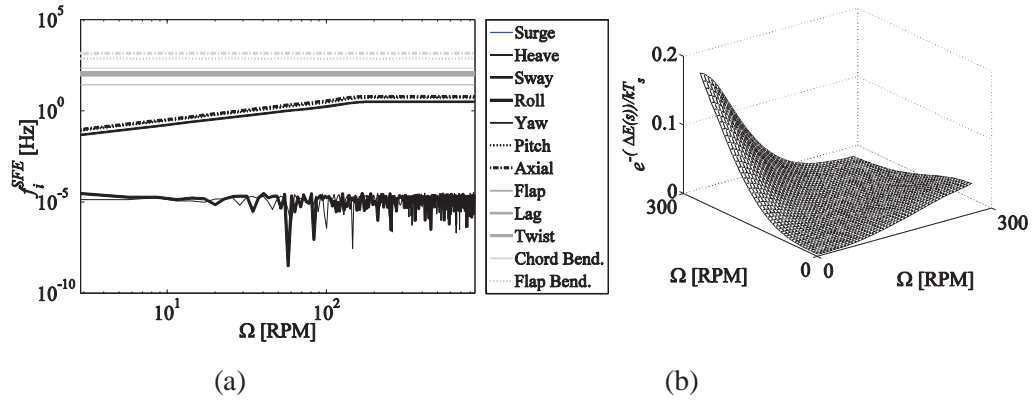 10^5
10^0
10^-5
10^-10
f_i^SFE [Hz]
10^1
10^2
Ω [RPM]
Surge
Heave
Sway
Roll
Yaw
Pitch
Axial
Flap
Lag
Twist
Chord Bend.
Flap Bend.
(a)
0.2
0.1
0
300
0
0
300
e^-(ΔE(s))/kT_s
Ω [RPM]
Ω [RPM]
(b)